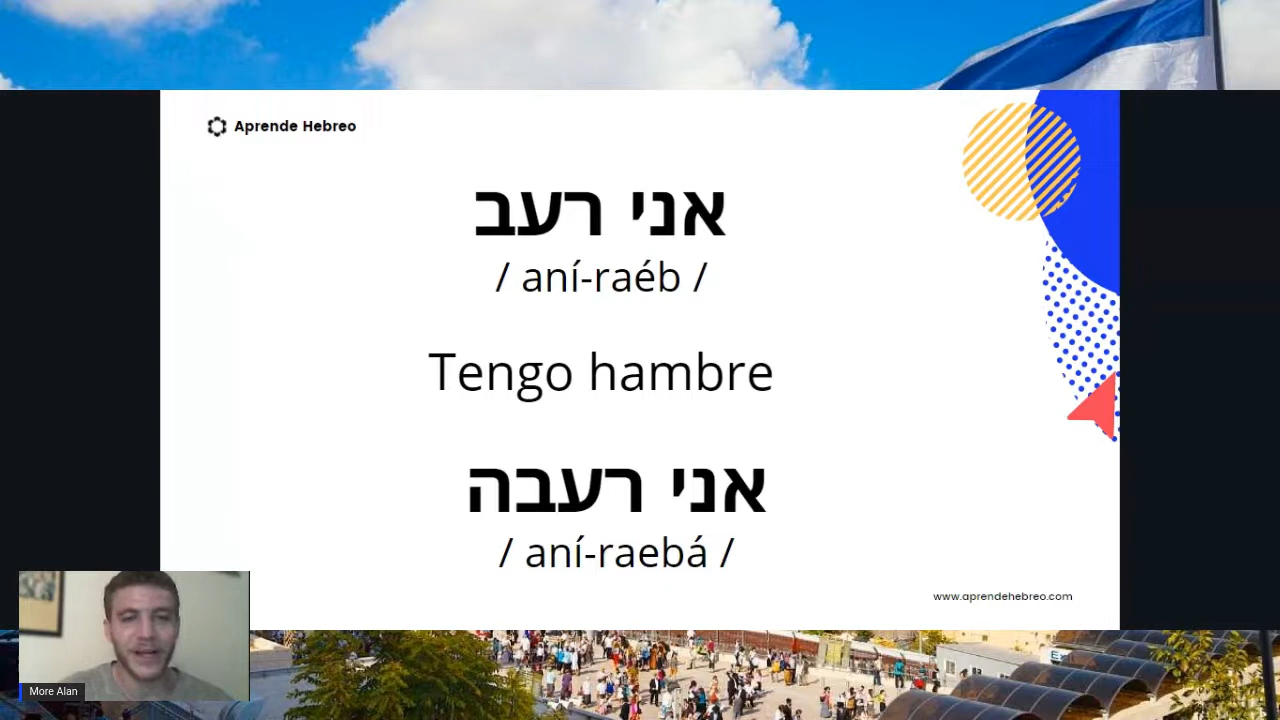 Aprende Hebreo
אני רעב
/ aní-raéb /
Tengo hambre
אני רעבה
/ aní-raebá /
www.aprendehebreo.com
More Alan